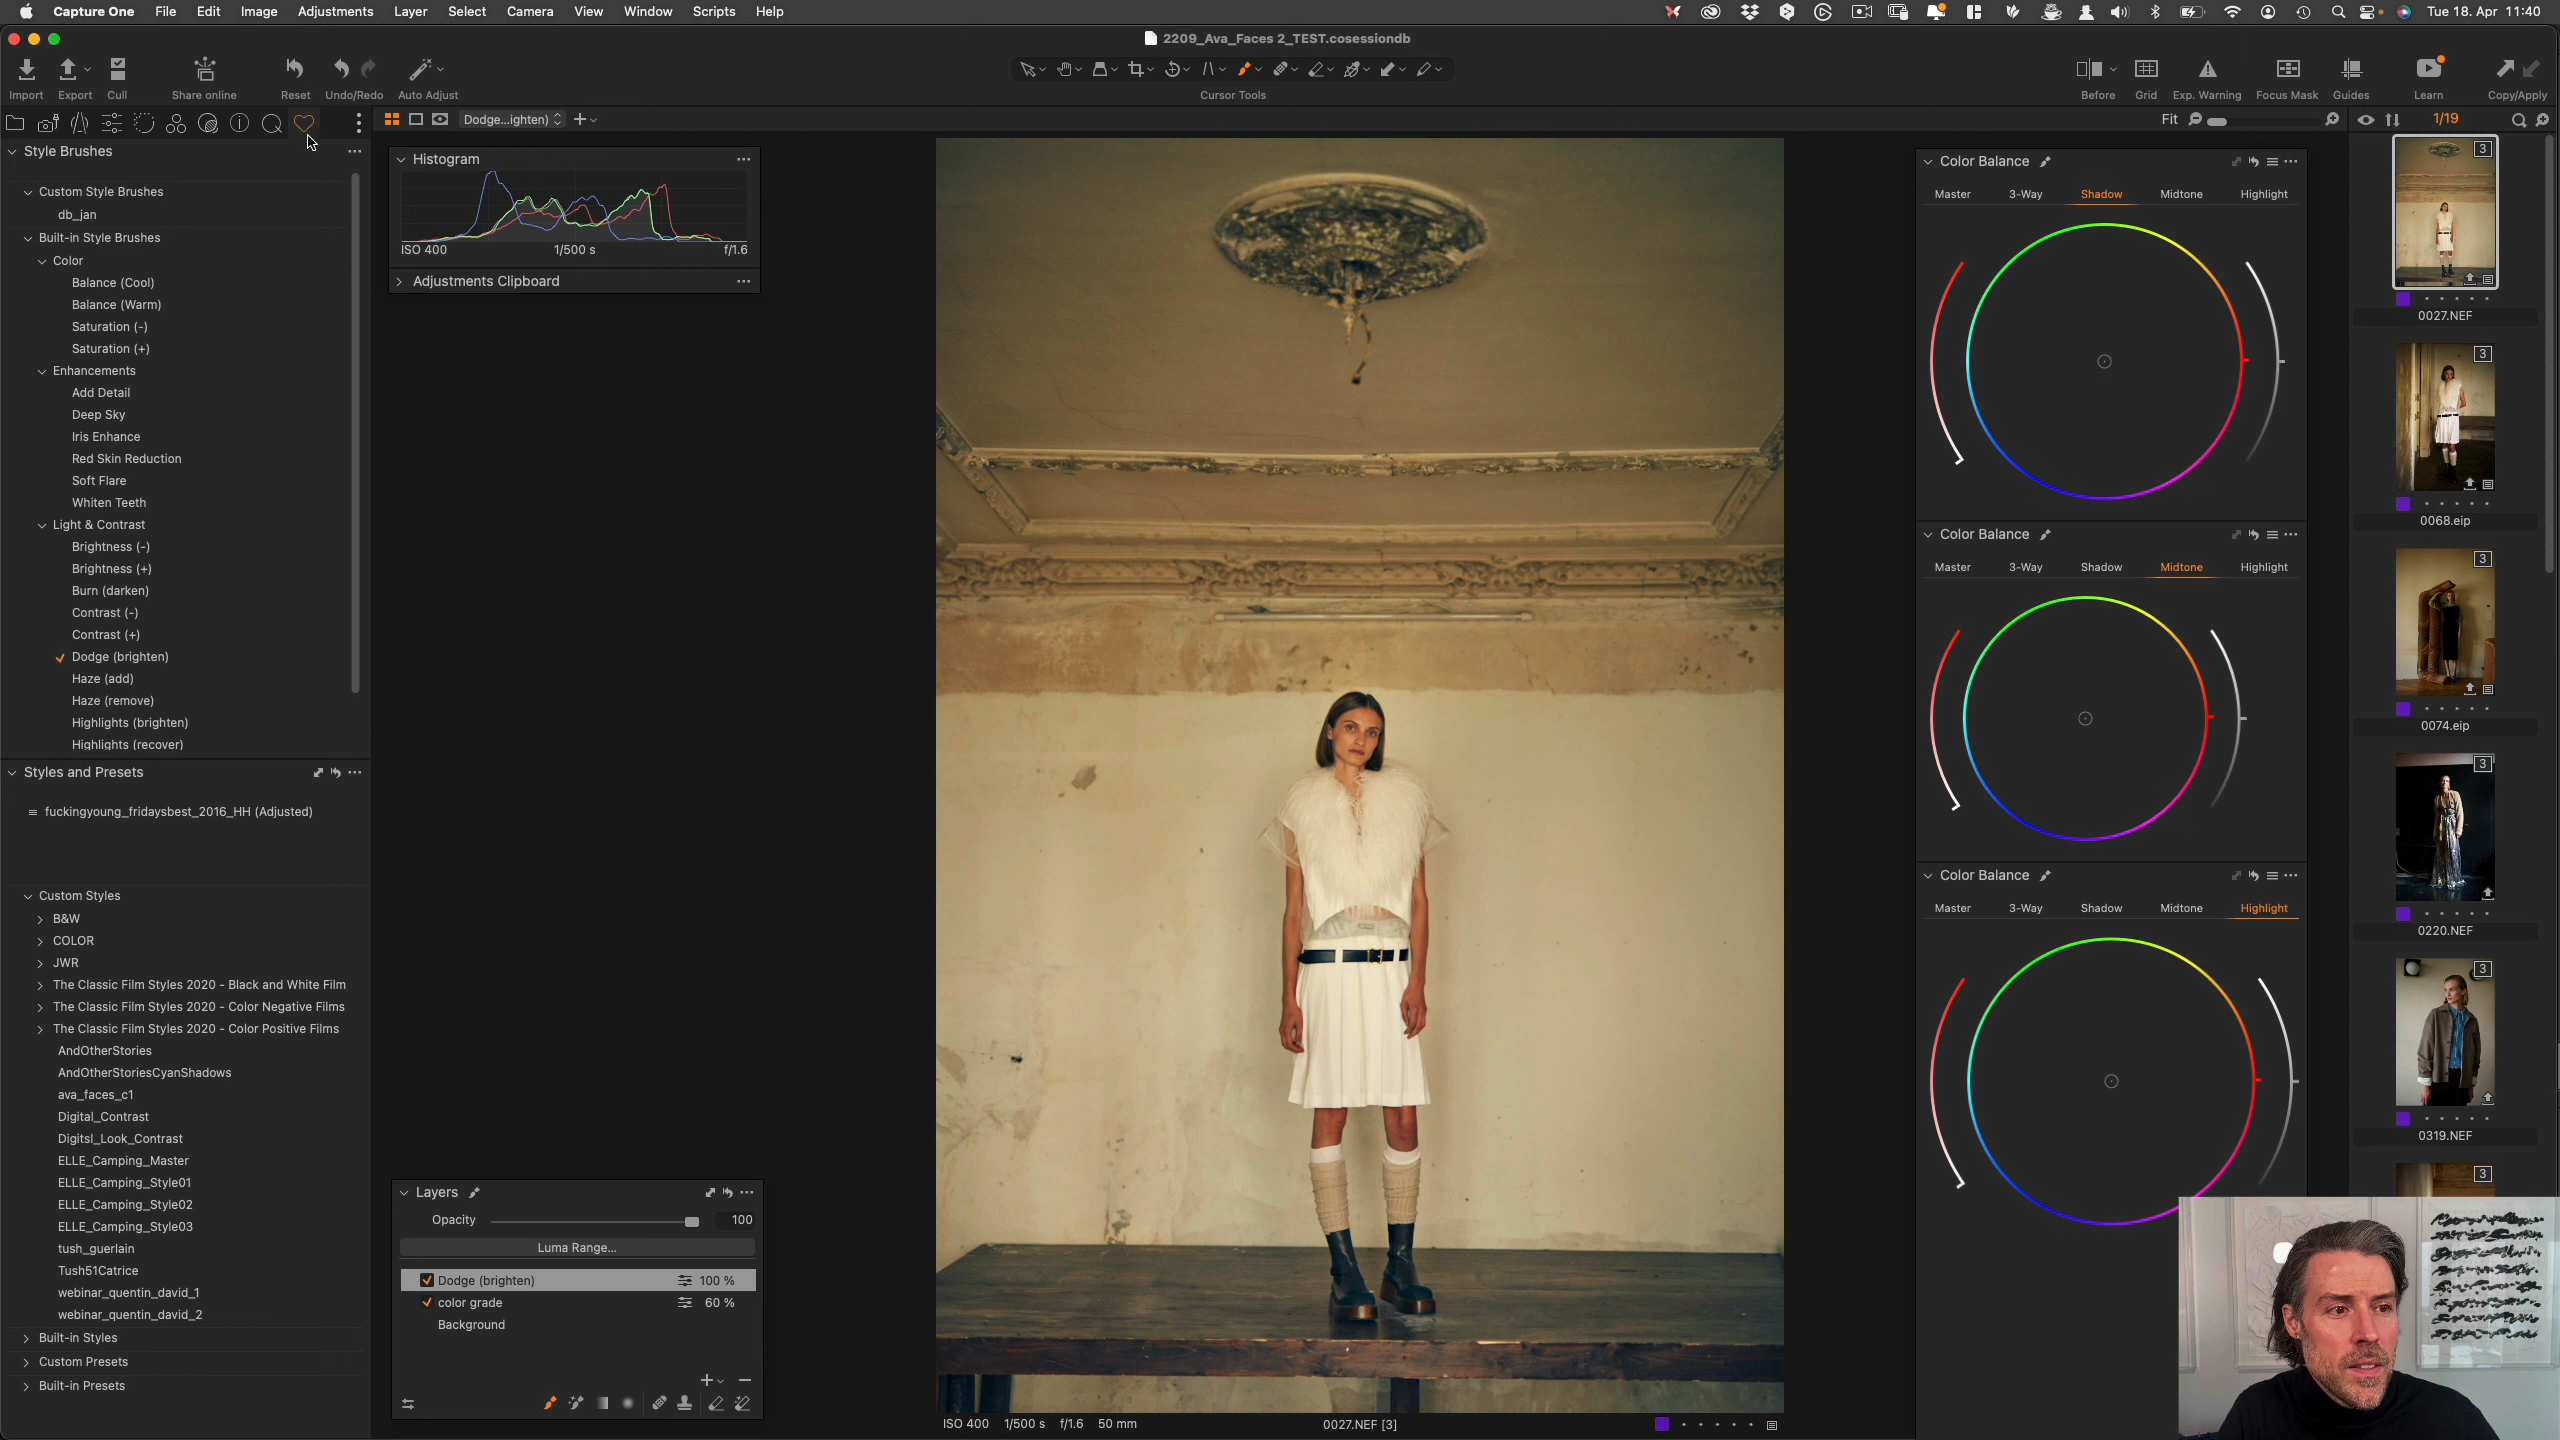 Capture One File Edit Image Adjustments Layer Select Camera View Window Scripts Help Tue 18. Apr 11:40
2209_Ava_Faces 2_TEST.cosessiondb
Import Export Cull Share online Reset Undo/Redo Auto Adjust Cursor Tools Before Grid Exp. Warning Focus Mask Guides Learn Copy/Apply
Dodge...ighten) Fit 1/19
Style Brushes
Custom Style Brushes
db_jan
Built-in Style Brushes
Color
Balance (Cool)
Balance (Warm)
Saturation (-)
Saturation (+)
Enhancements
Add Detail
Deep Sky
Iris Enhance
Red Skin Reduction
Soft Flare
Whiten Teeth
Light & Contrast
Brightness (-)
Brightness (+)
Burn (darken)
Contrast (-)
Contrast (+)
Dodge (brighten)
Haze (add)
Haze (remove)
Highlights (brighten)
Highlights (recover)
Styles and Presets
fuckingyoung_fridaysbest_2016_HH (Adjusted)
Custom Styles
B&W
COLOR
JWR
The Classic Film Styles 2020 - Black and White Film
The Classic Film Styles 2020 - Color Negative Films
The Classic Film Styles 2020 - Color Positive Films
AndOtherStories
AndOtherStoriesCyanShadows
ava_faces_c1
Digital_Contrast
Digitsl_Look_Contrast
ELLE_Camping_Master
ELLE_Camping_Style01
ELLE_Camping_Style02
ELLE_Camping_Style03
tush_guerlain
Tush51Catrice
webinar_quentin_david_1
webinar_quentin_david_2
Built-in Styles
Custom Presets
Built-in Presets
Histogram
ISO 400 1/500 s f/1.6
Adjustments Clipboard
Layers
Opacity 100
Luma Range...
Dodge (brighten) 100 %
color grade 60 %
Background
ISO 400 1/500 s f/1.6 50 mm 0027.NEF [3]
Color Balance
Master 3-Way Shadow Midtone Highlight
Color Balance
Master 3-Way Shadow Midtone Highlight
Color Balance
Master 3-Way Shadow Midtone Highlight
3
0027.NEF
3
0068.eip
3
0074.eip
3
0220.NEF
3
0319.NEF
3